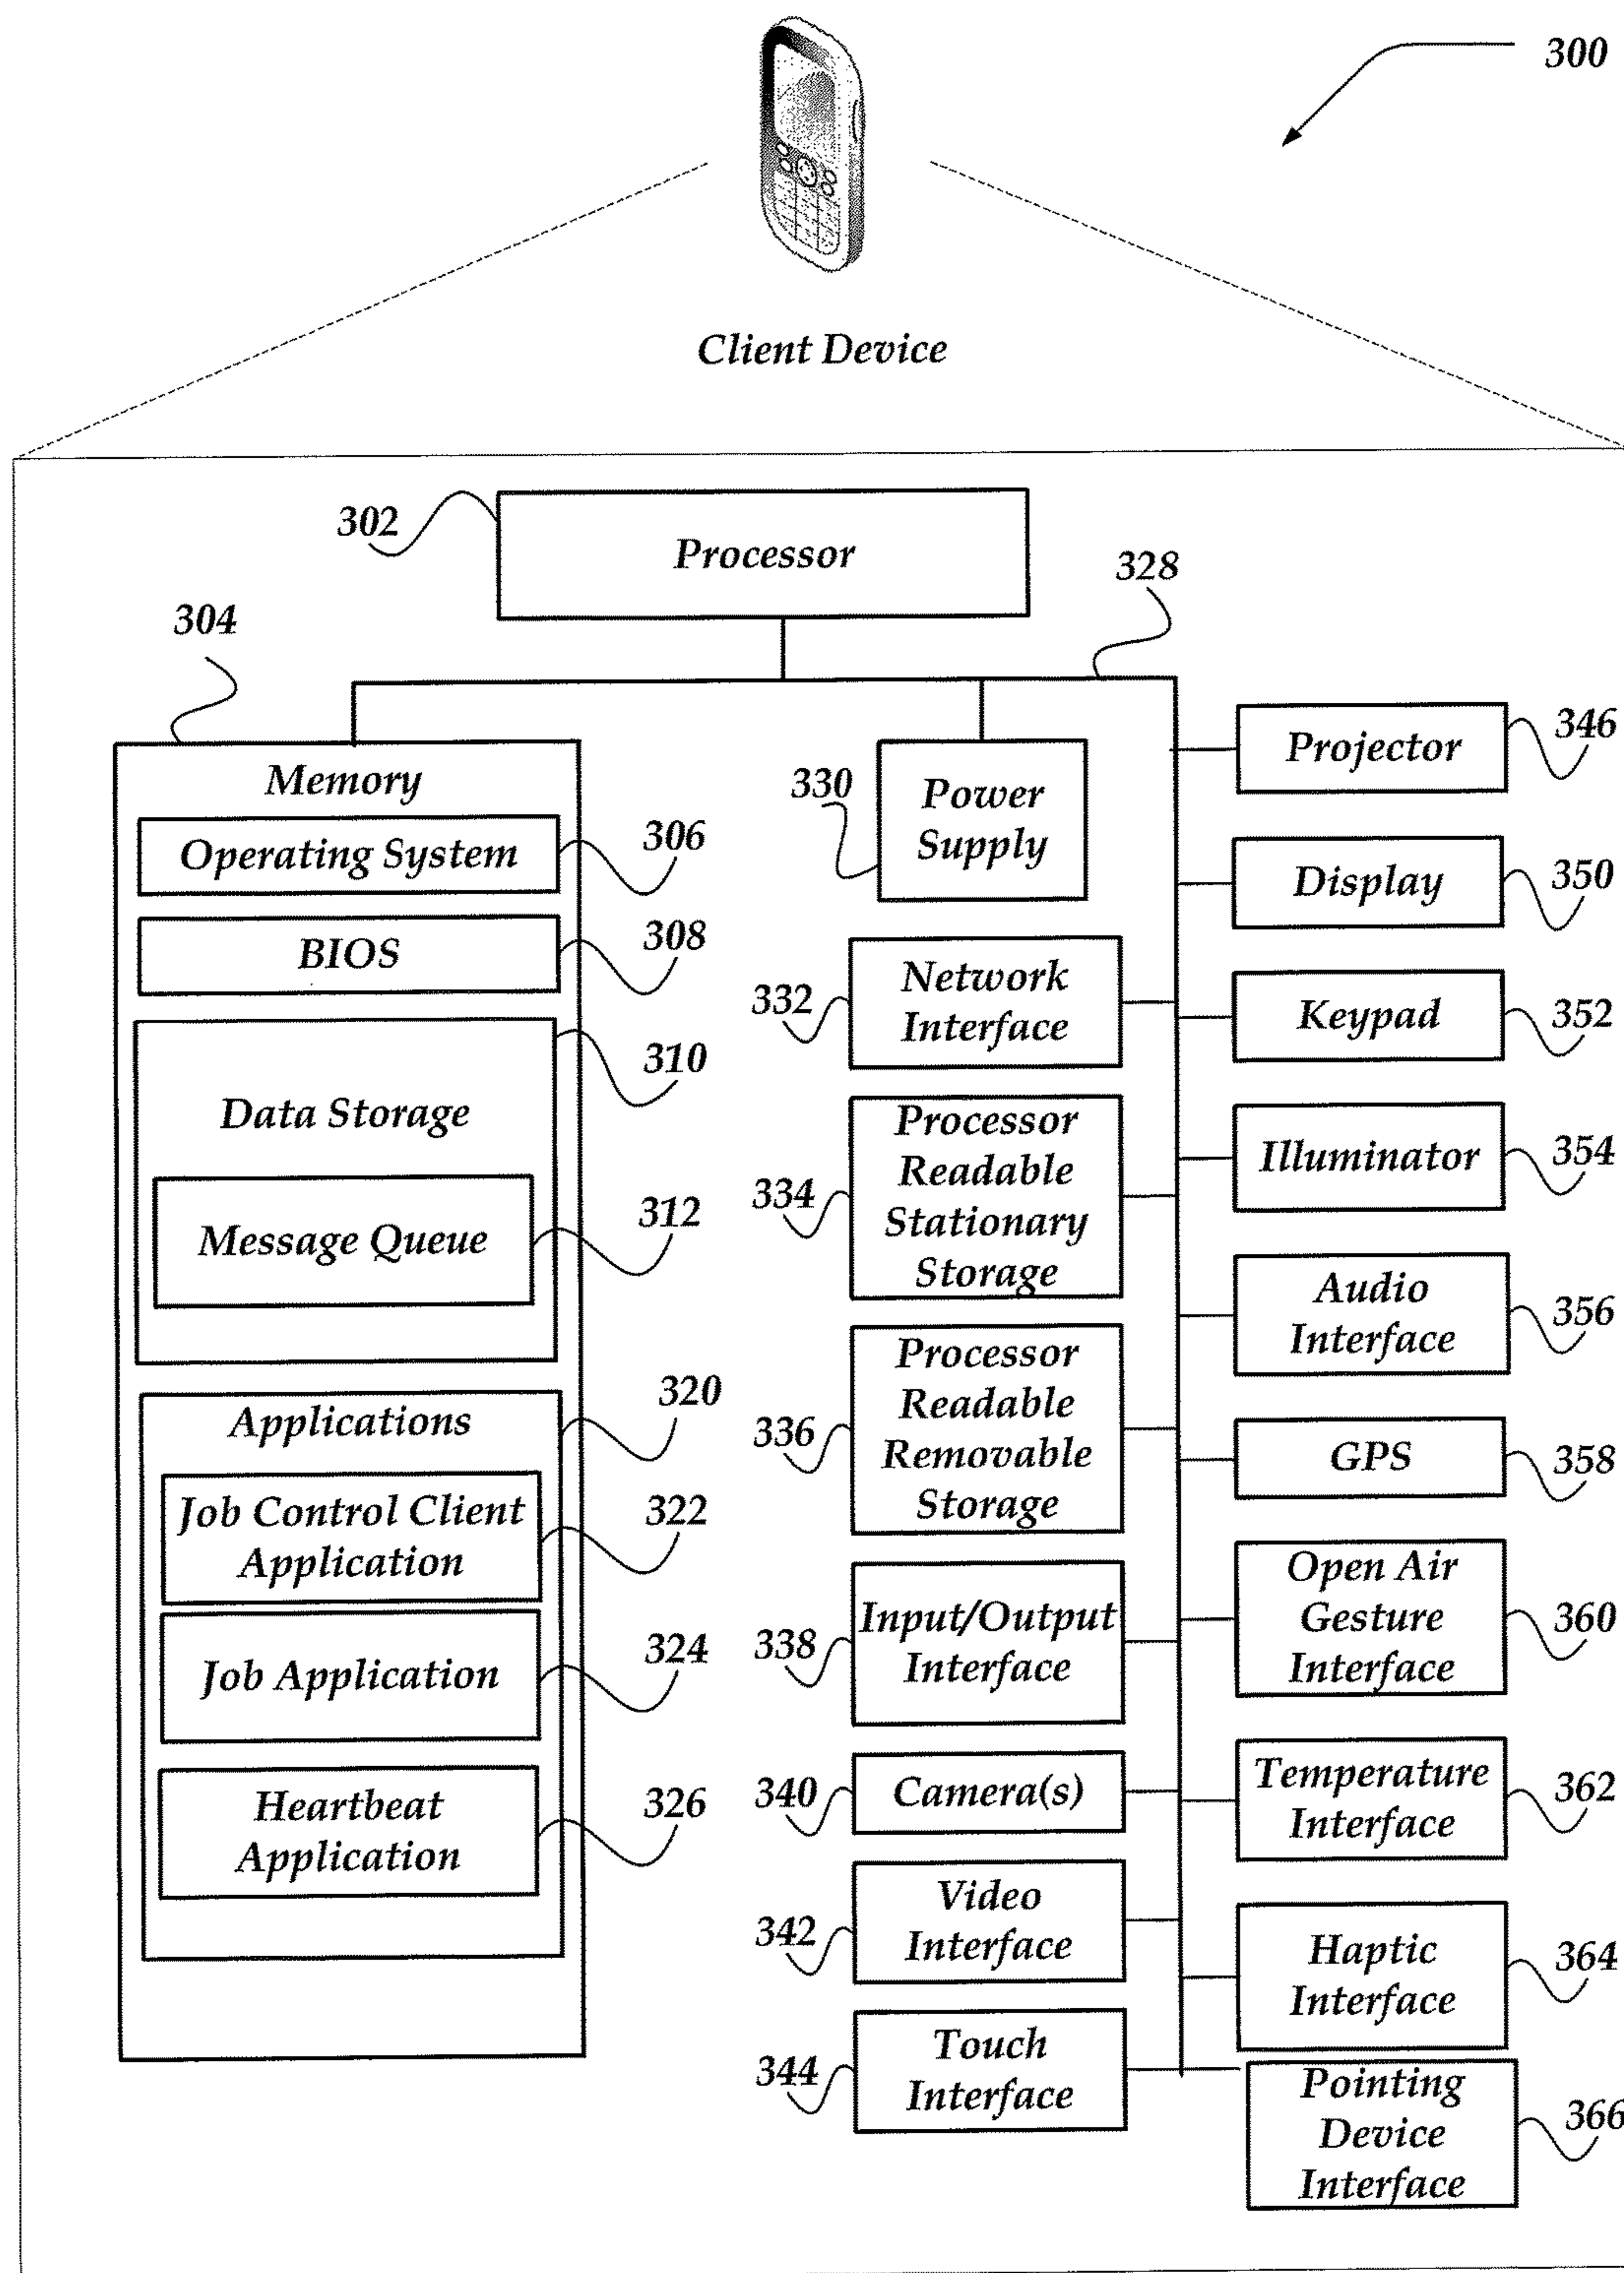 300
Client Device
302
Processor
328
304
Memory
Operating System
306
BIOS
308
310
Data Storage
Message Queue
312
Applications
320
Job Control Client
Application
322
Job Application
324
Heartbeat
Application
326
330
Power
Supply
332
Network
Interface
334
Processor
Readable
Stationary
Storage
336
Processor
Readable
Removable
Storage
338
Input/Output
Interface
340
Camera(s)
342
Video
Interface
344
Touch
Interface
Projector
346
Display
350
Keypad
352
Illuminator
354
Audio
Interface
356
GPS
358
Open Air
Gesture
Interface
360
Temperature
Interface
362
Haptic
Interface
364
Pointing
Device
Interface
366